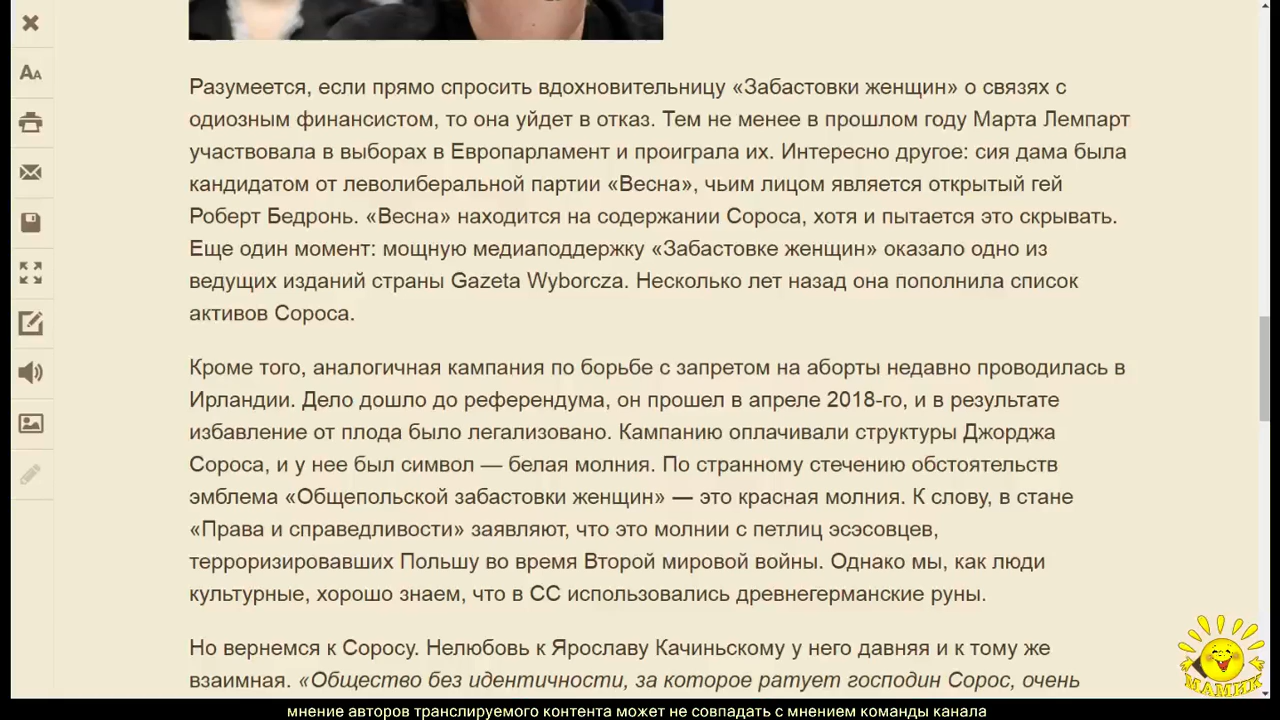 Разумеется, если прямо спросить вдохновительницу «Забастовки женщин» о связях с
одиозным финансистом, то она уйдет в отказ. Тем не менее в прошлом году Марта Лемпарт
участвовала в выборах в Европарламент и проиграла их. Интересно другое: сия дама была
кандидатом от леволиберальной партии «Весна», чьим лицом является открытый гей
Роберт Бедронь. «Весна» находится на содержании Сороса, хотя и пытается это скрывать.
Еще один момент: мощную медиаподдержку «Забастовке женщин» оказало одно из
ведущих изданий страны Gazeta Wyborcza. Несколько лет назад она пополнила список
активов Сороса.
Кроме того, аналогичная кампания по борьбе с запретом на аборты недавно проводилась в
Ирландии. Дело дошло до референдума, он прошел в апреле 2018-го, и в результате
избавление от плода было легализовано. Кампанию оплачивали структуры Джорджа
Сороса, и у нее был символ — белая молния. По странному стечению обстоятельств
эмблема «Общепольской забастовки женщин» — это красная молния. К слову, в стане
«Права и справедливости» заявляют, что это молнии с петлиц эсэсовцев,
терроризировавших Польшу во время Второй мировой войны. Однако мы, как люди
культурные, хорошо знаем, что в СС использовались древнегерманские руны.
Но вернемся к Соросу. Нелюбовь к Ярославу Качиньскому у него давняя и к тому же
взаимная. «Общество без идентичности, за которое ратует господин Сорос, очень
МАМИК
мнение авторов транслируемого контента может не совпадать с мнением команды канала